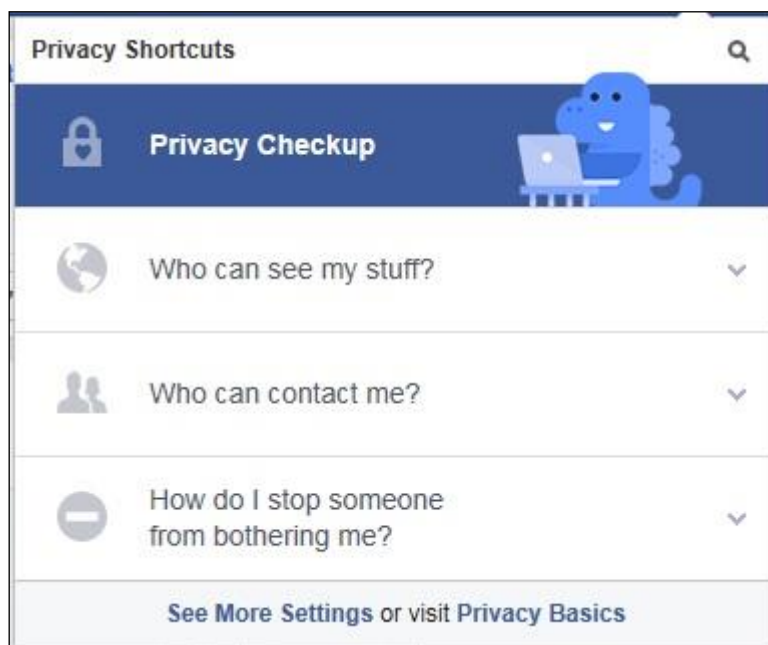 Privacy Shortcuts
Privacy Checkup
Who can see my stuff?
Who can contact me?
How do I stop someone
from bothering me?
See More Settings or visit Privacy Basics